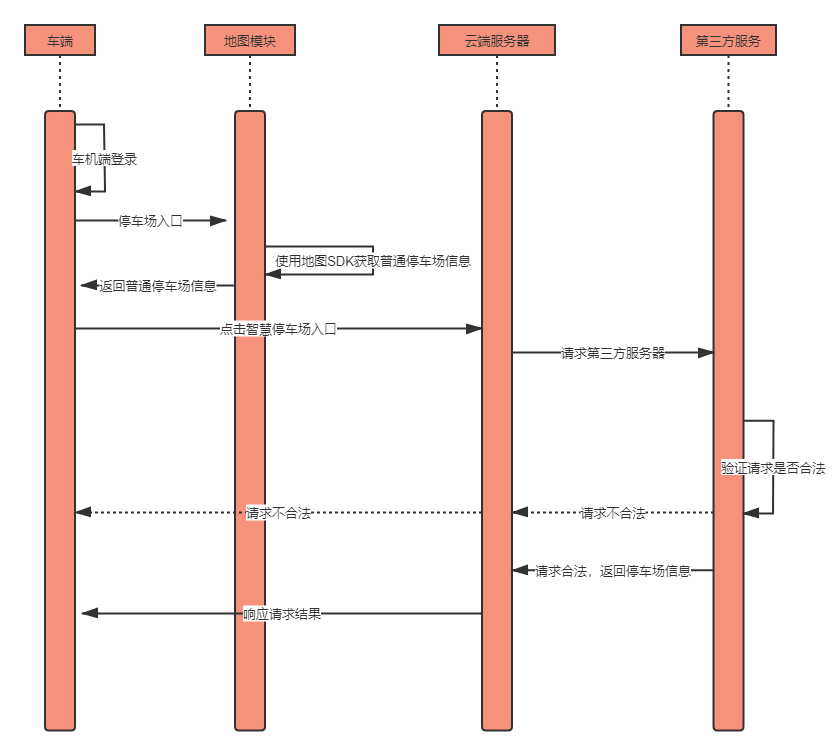 车端
地图模块
云端服务器
第三方服务
车机端登录
停车场入口
使用地图SDK获取普通停车场信息
返回普通停车场信息
点击智慧停车场入口
请求第三方服务器
验证请求是否合法
请求不合法
请求不合法
请求合法，返回停车场信息
响应请求结果